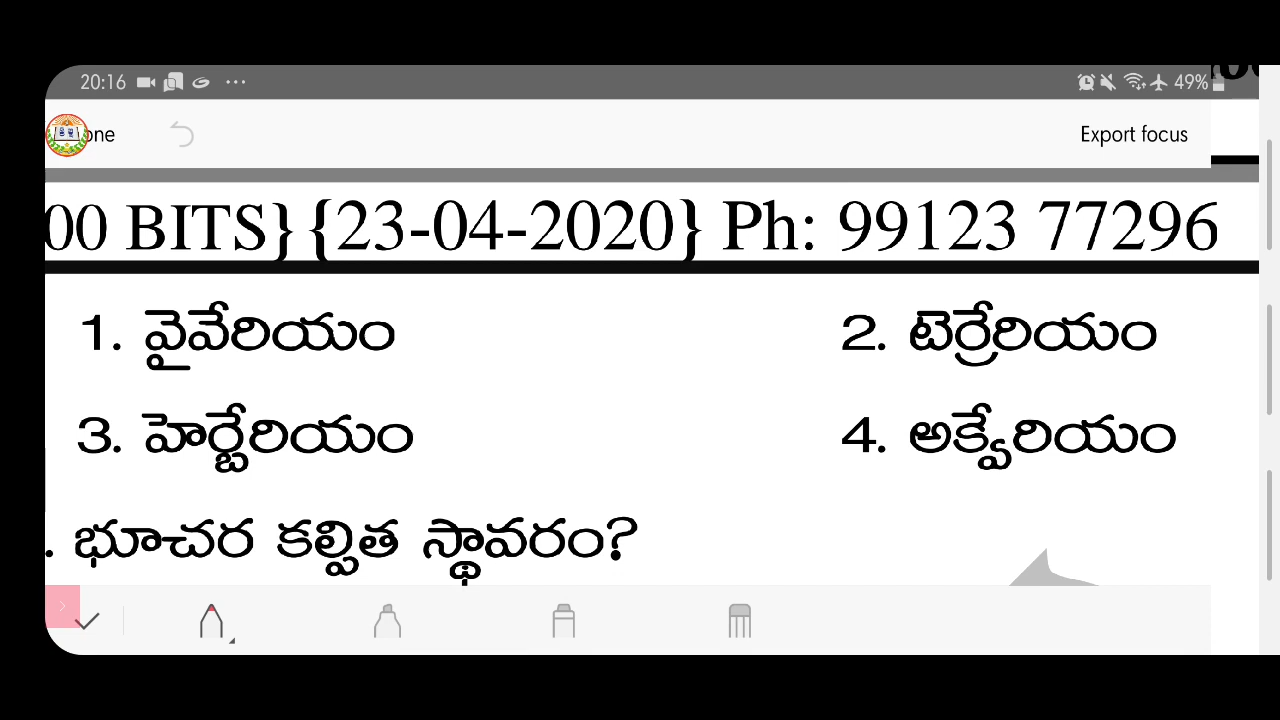 20:16 ... 49%
one Export focus
00 BITS} {23-04-2020} Ph: 99123 77296
1. వైవేరియం 2. టెర్రేరియం
3. హెర్బేరియం 4. అక్వేరియం
. భూచర కల్పిత స్థావరం?